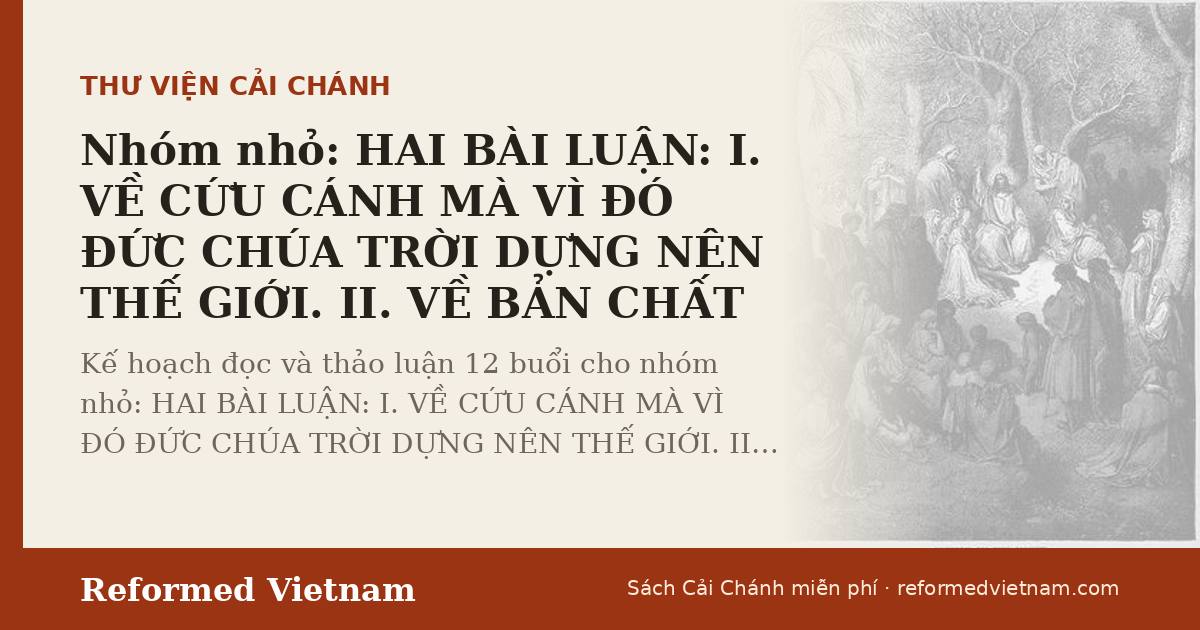 THƯ VIỆN CẢI CHÁNH
Nhóm nhỏ: HAI BÀI LUẬN: I.
VỀ CỨU CÁNH MÀ VÌ ĐÓ
ĐỨC CHÚA TRỜI DỰNG NÊN
THẾ GIỚI. II. VỀ BẢN CHẤT
Kế hoạch đọc và thảo luận 12 buổi cho nhóm
nhỏ: HAI BÀI LUẬN: I. VỀ CỨU CÁNH MÀ VÌ
ĐÓ ĐỨC CHÚA TRỜI DỰNG NÊN THẾ GIỚI. II...
Reformed Vietnam
Sách Cải Chánh miễn phí · reformedvietnam.com